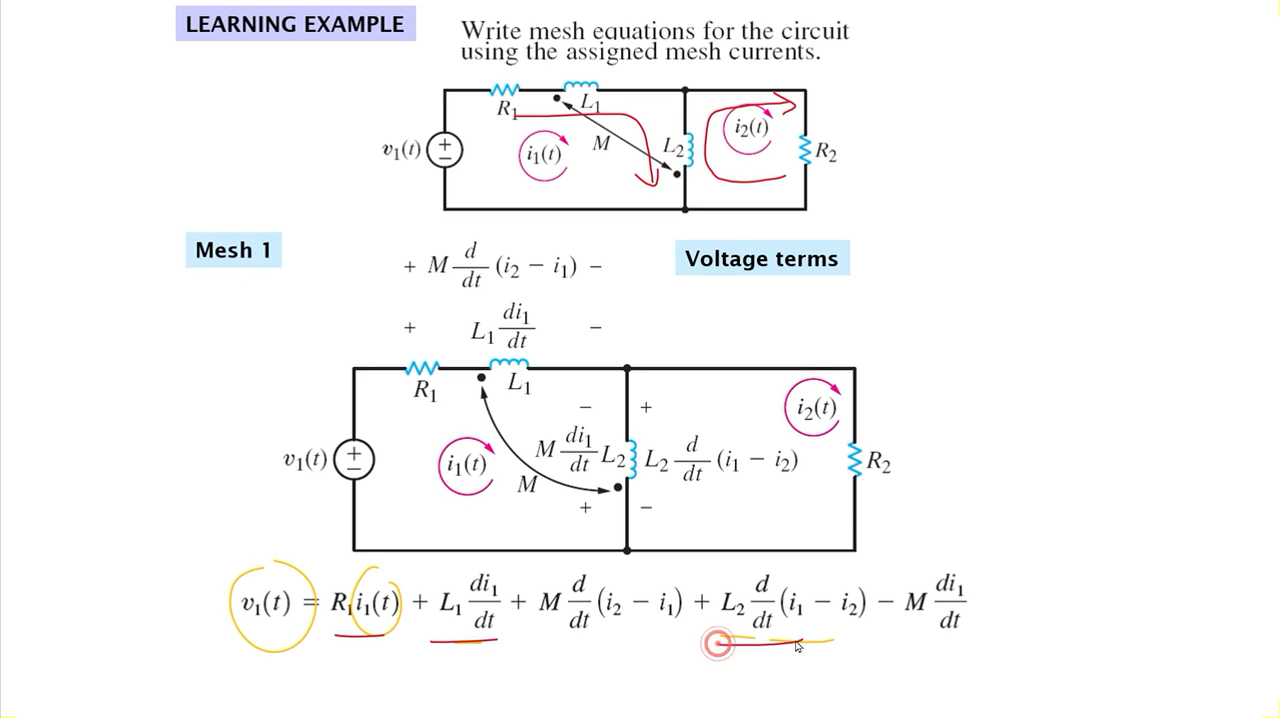 LEARNING EXAMPLE
Write mesh equations for the circuit
using the assigned mesh currents.
R₁
L₁
v₁(t)
+
−
i₁(t)
M
L₂
i₂(t)
R₂
Mesh 1
+ M d/dt (i₂ − i₁) −
Voltage terms
+ L₁ di₁/dt −
R₁
L₁
v₁(t)
+
−
i₁(t)
M
− M di₁/dt +
L₂
+ L₂ d/dt (i₁ − i₂) −
i₂(t)
R₂
v₁(t) = R₁i₁(t) + L₁ di₁/dt + M d/dt (i₂ − i₁) + L₂ d/dt (i₁ − i₂) − M di₁/dt